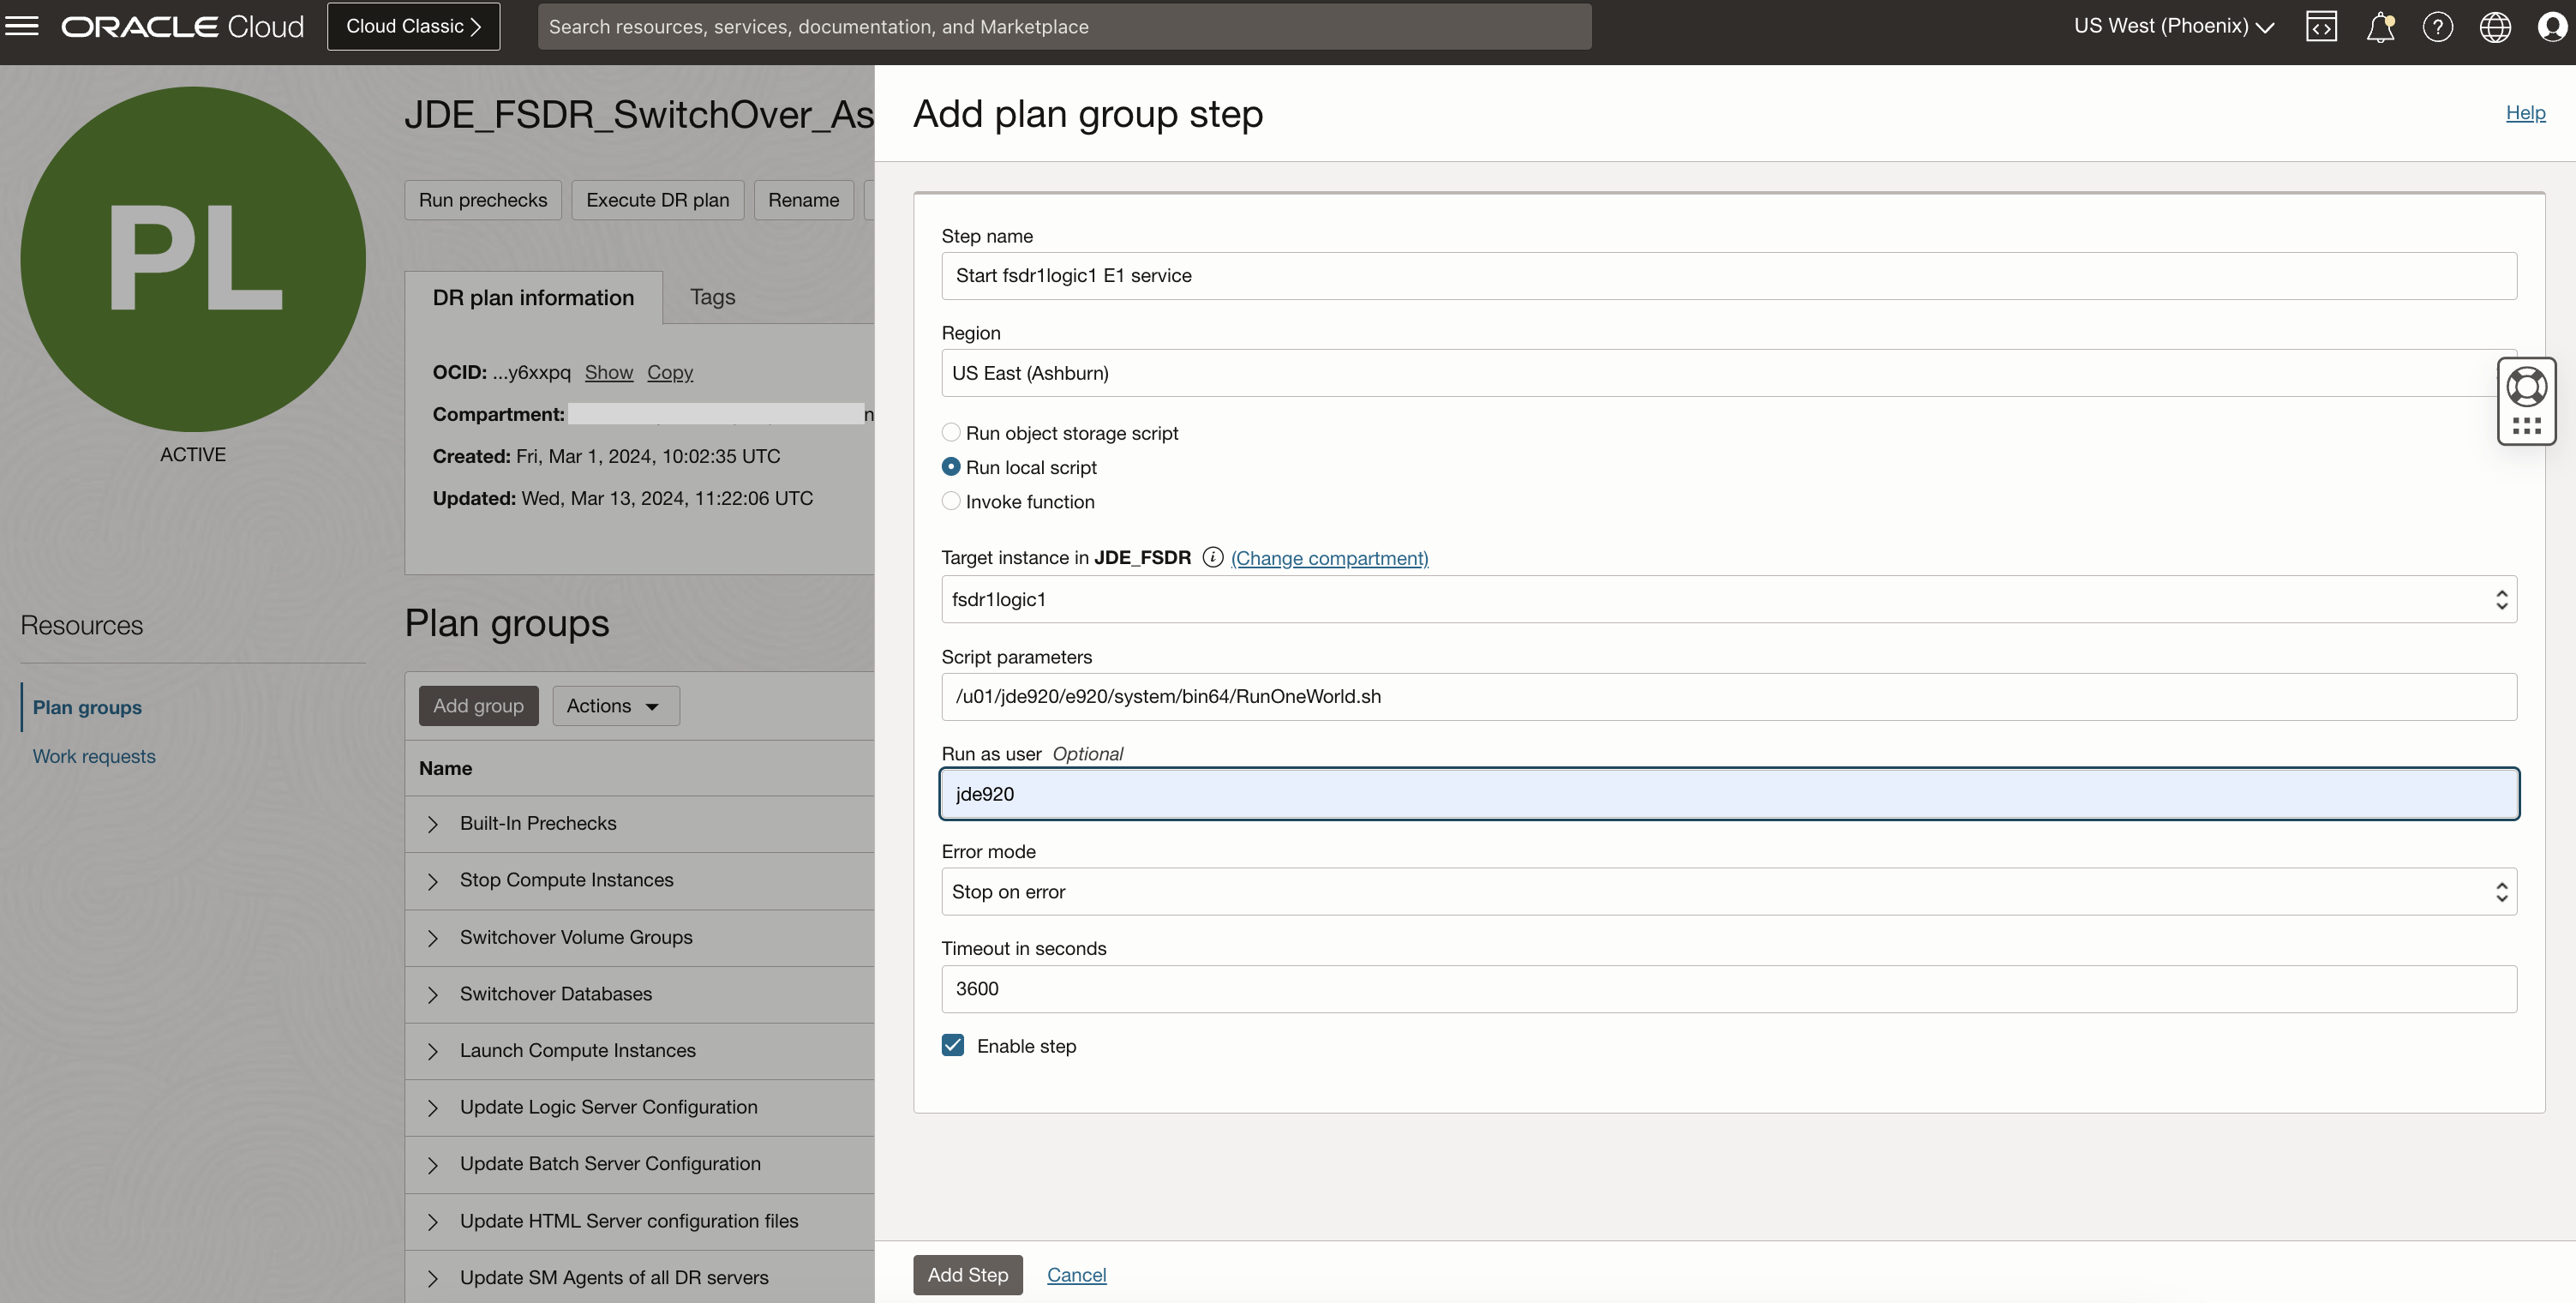 ORACLE Cloud
Cloud Classic
Search resources, services, documentation, and Marketplace
US West (Phoenix)
PL
ACTIVE
Resources
Plan groups
Work requests
JDE_FSDR_SwitchOver_As
Run prechecks
Execute DR plan
Rename
DR plan information
Tags
OCID: ...y6xxpq Show Copy
Compartment: n
Created: Fri, Mar 1, 2024, 10:02:35 UTC
Updated: Wed, Mar 13, 2024, 11:22:06 UTC
Plan groups
Add group
Actions
Name
Built-In Prechecks
Stop Compute Instances
Switchover Volume Groups
Switchover Databases
Launch Compute Instances
Update Logic Server Configuration
Update Batch Server Configuration
Update HTML Server configuration files
Update SM Agents of all DR servers
Add plan group step
Help
Step name
Start fsdr1logic1 E1 service
Region
US East (Ashburn)
Run object storage script
Run local script
Invoke function
Target instance in JDE_FSDR (Change compartment)
fsdr1logic1
Script parameters
/u01/jde920/e920/system/bin64/RunOneWorld.sh
Run as user Optional
jde920
Error mode
Stop on error
Timeout in seconds
3600
Enable step
Add Step
Cancel